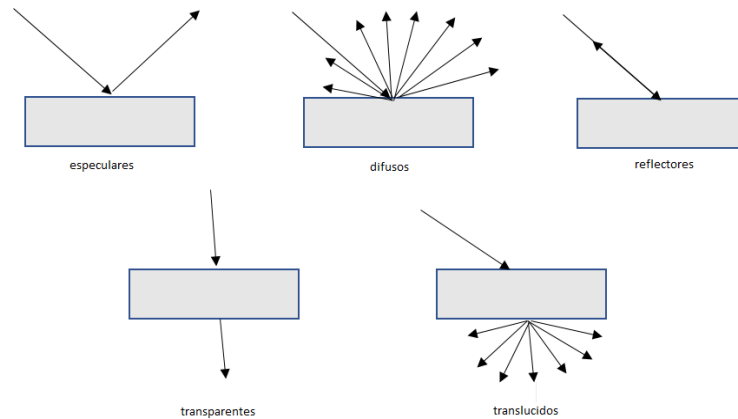 especulares
difusos
reflectores
transparentes
translucidos